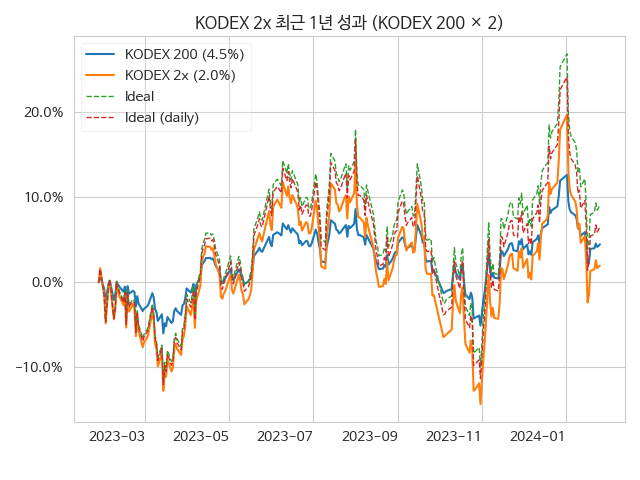 KODEX 2x 최근 1년 성과 (KODEX 200 × 2)
KODEX 200 (4.5%)
KODEX 2x (2.0%)
Ideal
Ideal (daily)
20.0%
10.0%
0.0%
−10.0%
2023−03 2023−05 2023−07 2023−09 2023−11 2024−01